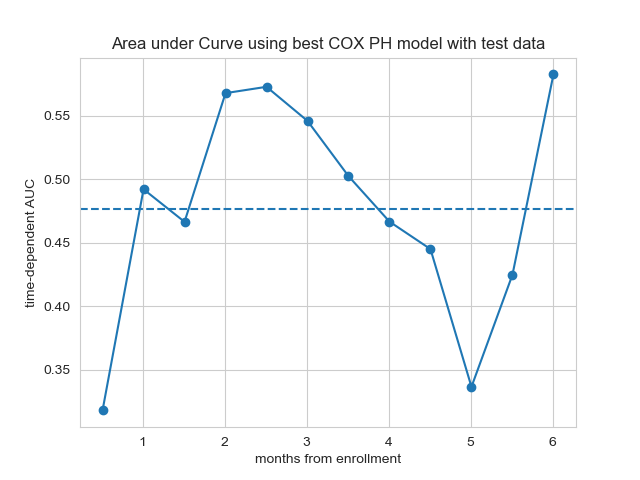 Area under Curve using best COX PH model with test data
time-dependent AUC
0.55
0.50
0.45
0.40
0.35
1 2 3 4 5 6
months from enrollment